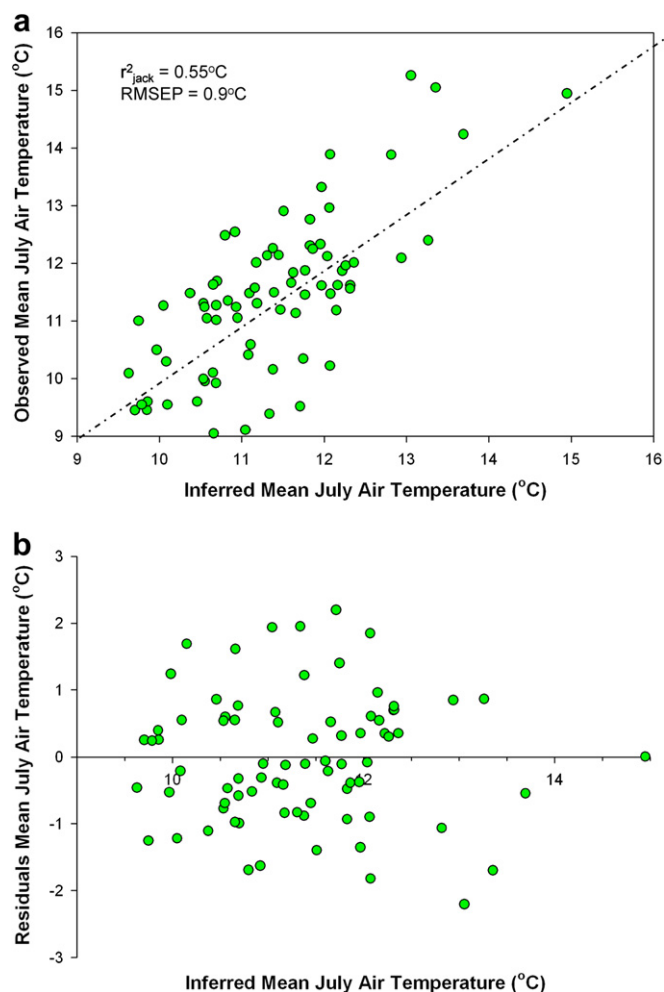 a
16
15
14
13
12
11
10
9
Observed Mean July Air Temperature (°C)
r²jack = 0.55°C
RMSEP = 0.9°C
9 10 11 12 13 14 15 16
Inferred Mean July Air Temperature (°C)
b
3
2
1
0
-1
-2
-3
Residuals Mean July Air Temperature (°C)
10 12 14
Inferred Mean July Air Temperature (°C)